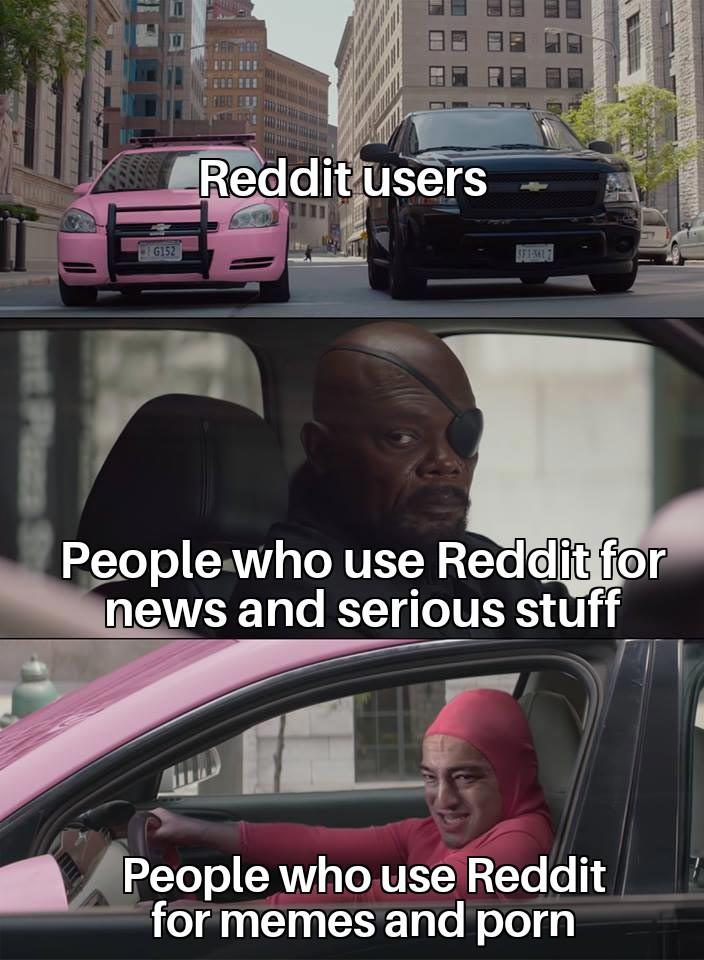 Reddit users
G152
People who use Reddit for
news and serious stuff
People who use Reddit
for memes and porn